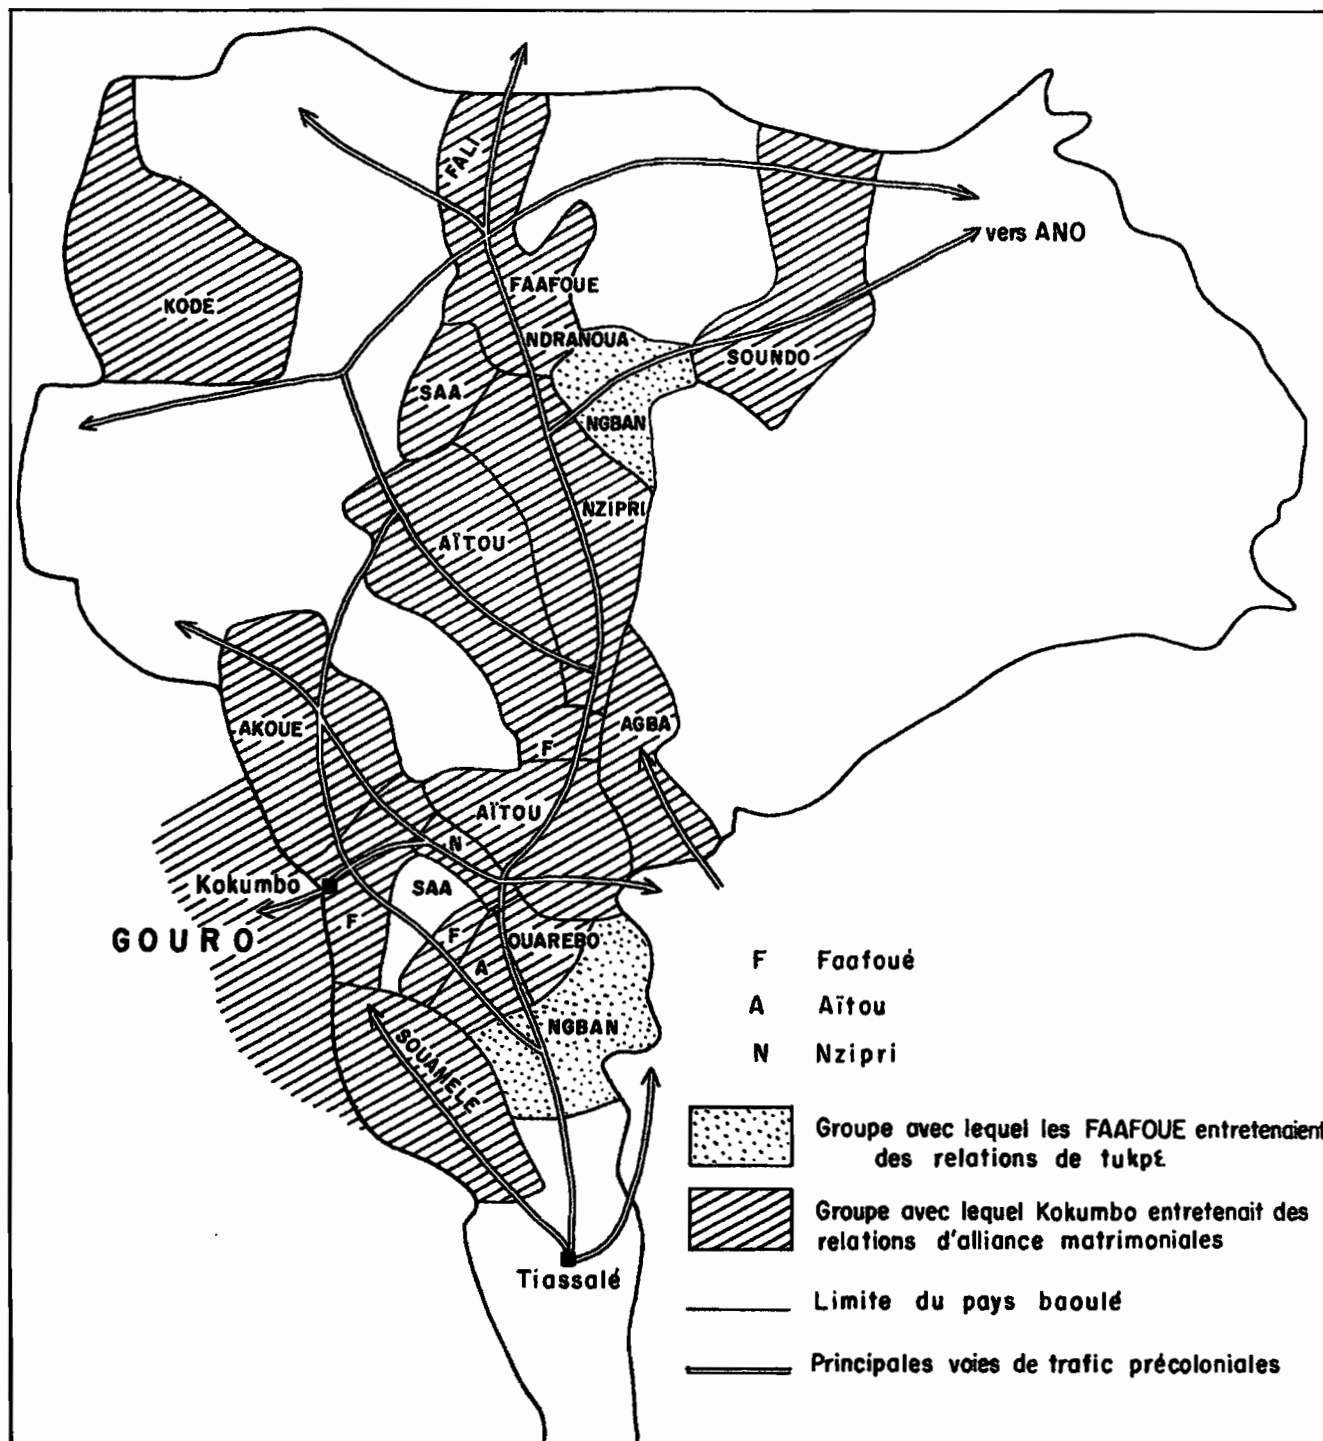 FALI
vers ANO
FAAFOUE
KODE
NDRANOUA
SOUNDO
SAA
NGBAN
NZIPRI
AÏTOU
AKOUE
AGBA
F
AÏTOU
N
Kokumbo
SAA
F
GOURO
F
OUAREBO
A
NGBAN
SOUAMELE
Tiassalé
F Faafoué
A Aïtou
N Nzipri
Groupe avec lequel les FAAFOUE entretenaient
des relations de tukpɛ
Groupe avec lequel Kokumbo entretenait des
relations d'alliance matrimoniales
Limite du pays baoulé
Principales voies de trafic précoloniales